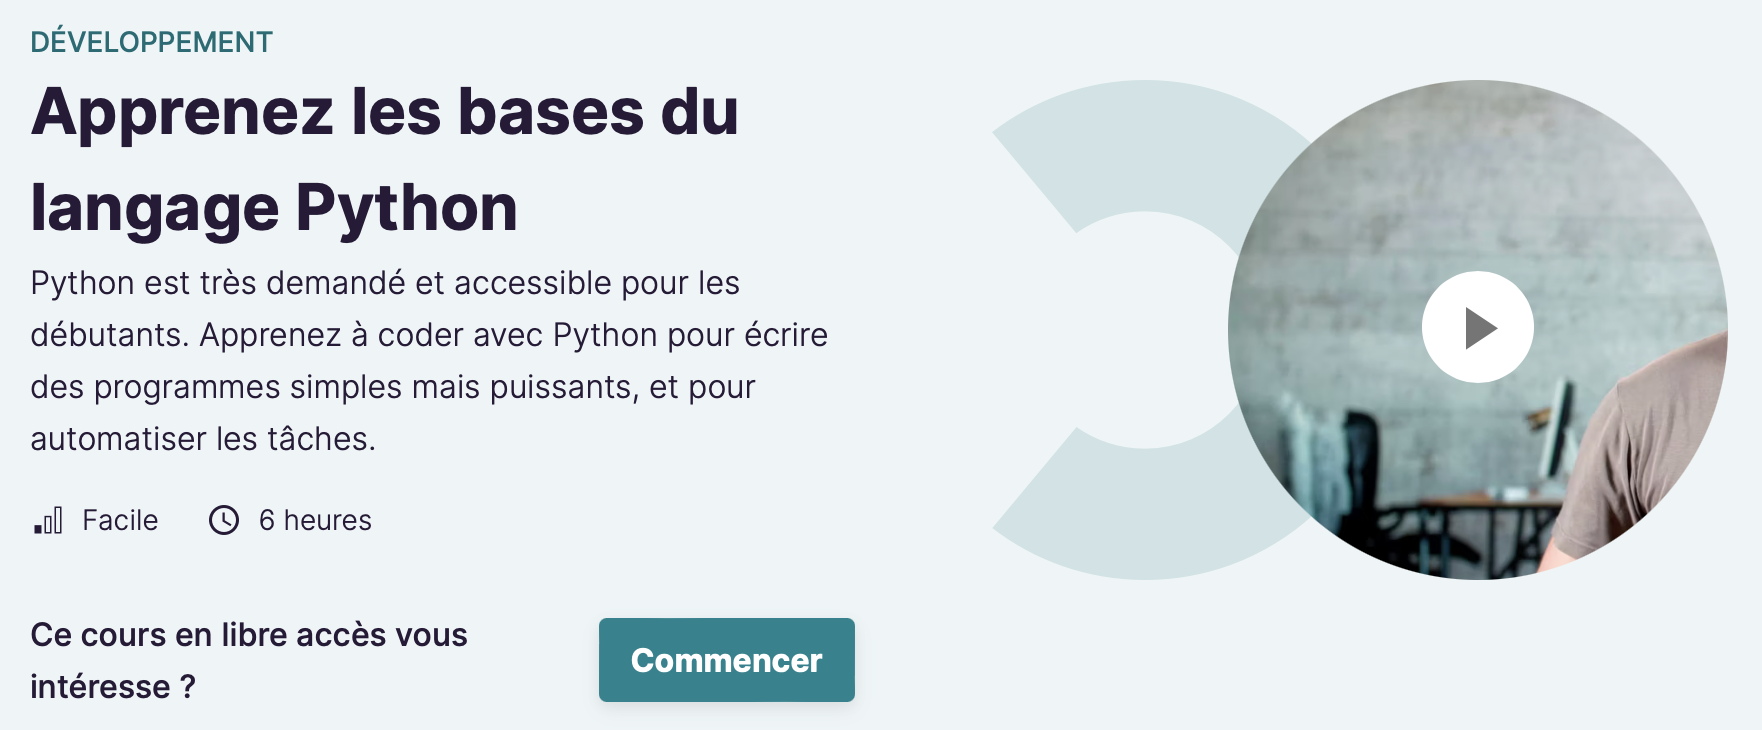 DÉVELOPPEMENT
Apprenez les bases du
langage Python
Python est très demandé et accessible pour les
débutants. Apprenez à coder avec Python pour écrire
des programmes simples mais puissants, et pour
automatiser les tâches.
Facile 6 heures
Ce cours en libre accès vous
intéresse ?
Commencer